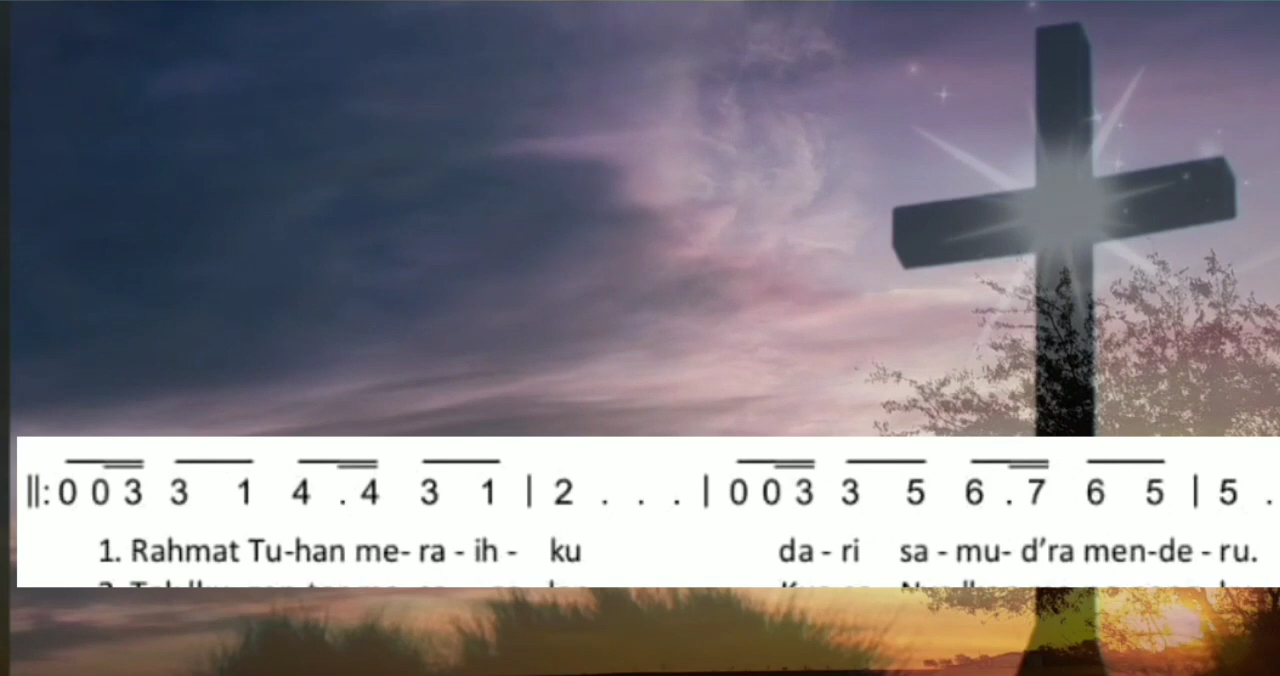 ||: 0 0 3 3 1 4 . 4 3 1 | 2 . . . | 0 0 3 3 5 6 . 7 6 5 | 5 .
1. Rahmat Tu-han me- ra - ih - ku da - ri sa - mu- d’ra men-de - ru.